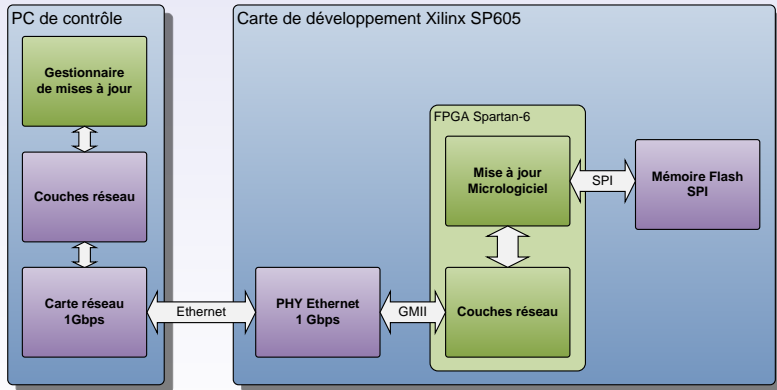 PC de contrôle
Gestionnaire
de mises à jour
Couches réseau
Carte réseau
1Gbps
Ethernet
Carte de développement Xilinx SP605
PHY Ethernet
1 Gbps
GMII
FPGA Spartan-6
Mise à jour
Micrologiciel
Couches réseau
SPI
Mémoire Flash
SPI